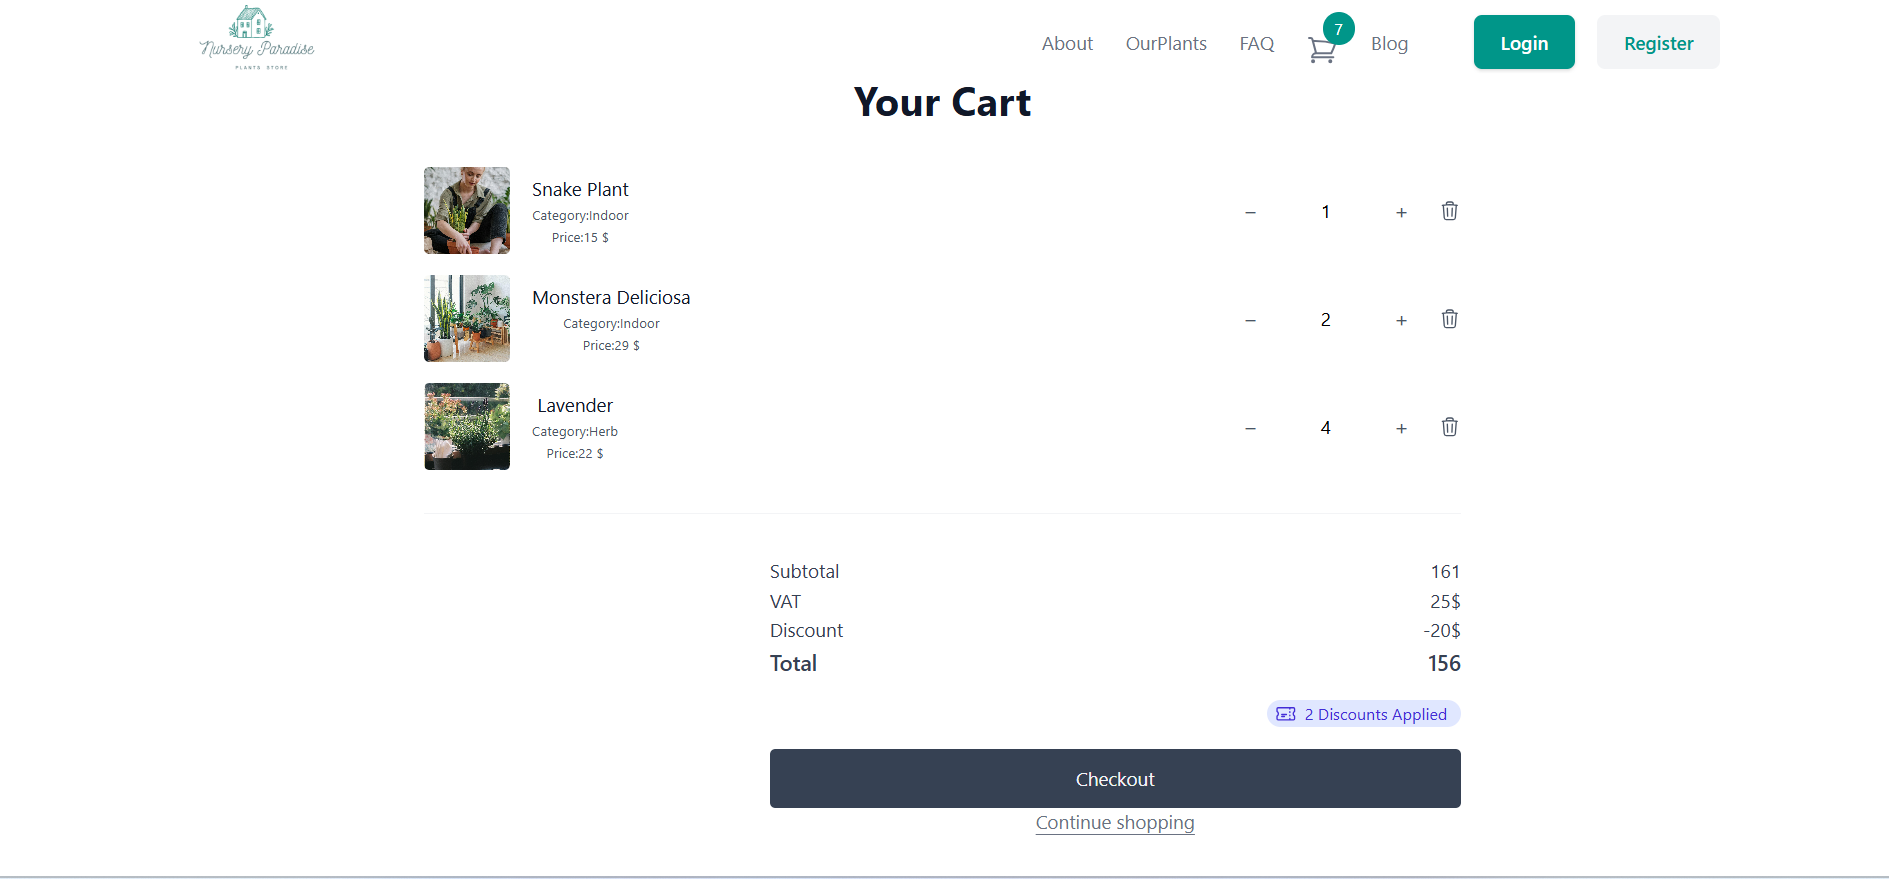 Nursery Paradise
PLANTS STORE
About OurPlants FAQ 7 Blog Login Register
Your Cart
Snake Plant
Category:Indoor
Price:15 $
− 1 +
Monstera Deliciosa
Category:Indoor
Price:29 $
− 2 +
Lavender
Category:Herb
Price:22 $
− 4 +
Subtotal 161
VAT 25$
Discount -20$
Total 156
2 Discounts Applied
Checkout
Continue shopping